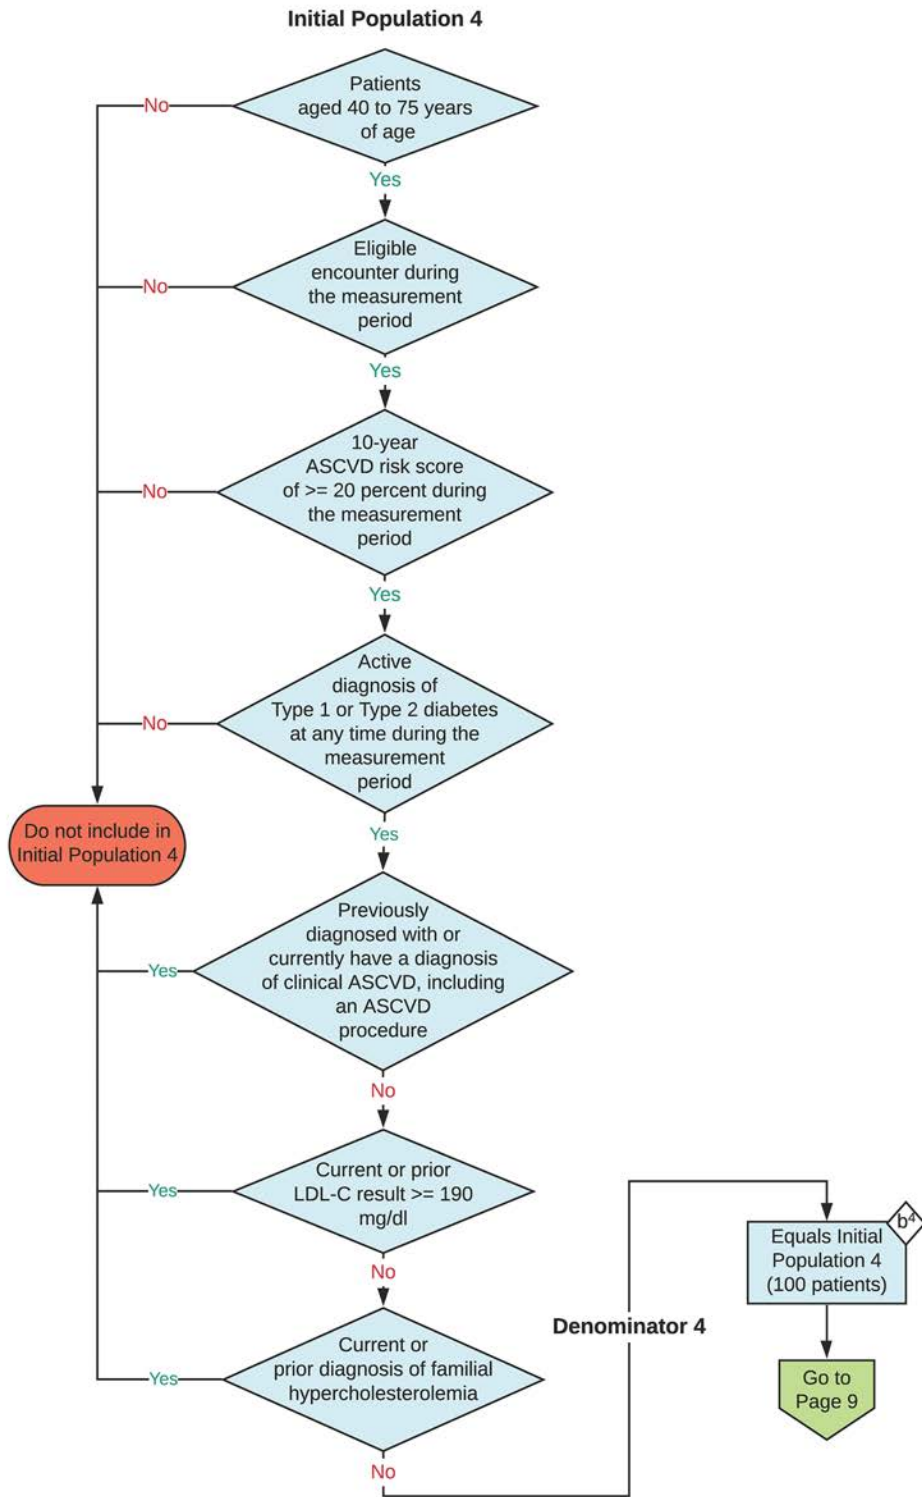 Initial Population 4
Patients
aged 40 to 75 years
of age
No
Yes
Eligible
encounter during
the measurement
period
No
Yes
10-year
ASCVD risk score
of >= 20 percent during
the measurement
period
No
Yes
Active
diagnosis of
Type 1 or Type 2 diabetes
at any time during the
measurement
period
No
Yes
Do not include in
Initial Population 4
Previously
diagnosed with or
currently have a diagnosis
of clinical ASCVD, including
an ASCVD
procedure
Yes
No
Current or prior
LDL-C result >= 190
mg/dl
Yes
No
Current or
prior diagnosis of familial
hypercholesterolemia
Yes
No
Denominator 4
b⁴
Equals Initial
Population 4
(100 patients)
Go to
Page 9